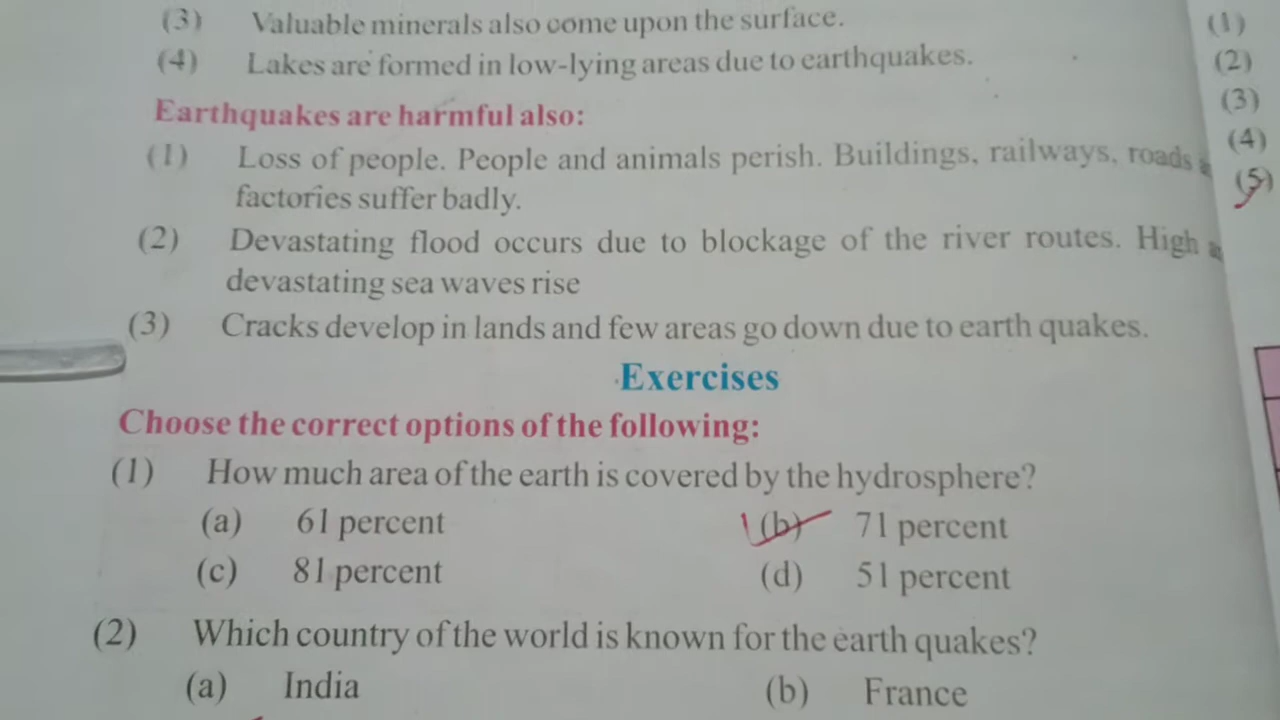 (3) Valuable minerals also come upon the surface.
(4) Lakes are formed in low-lying areas due to earthquakes.
Earthquakes are harmful also:
(1) Loss of people. People and animals perish. Buildings, railways, roads
factories suffer badly.
(2) Devastating flood occurs due to blockage of the river routes. High
devastating sea waves rise
(3) Cracks develop in lands and few areas go down due to earth quakes.
Exercises
Choose the correct options of the following:
(1) How much area of the earth is covered by the hydrosphere?
(a) 61 percent (b) 71 percent
(c) 81 percent (d) 51 percent
(2) Which country of the world is known for the earth quakes?
(a) India (b) France
(1)
(2)
(3)
(4)
(5)